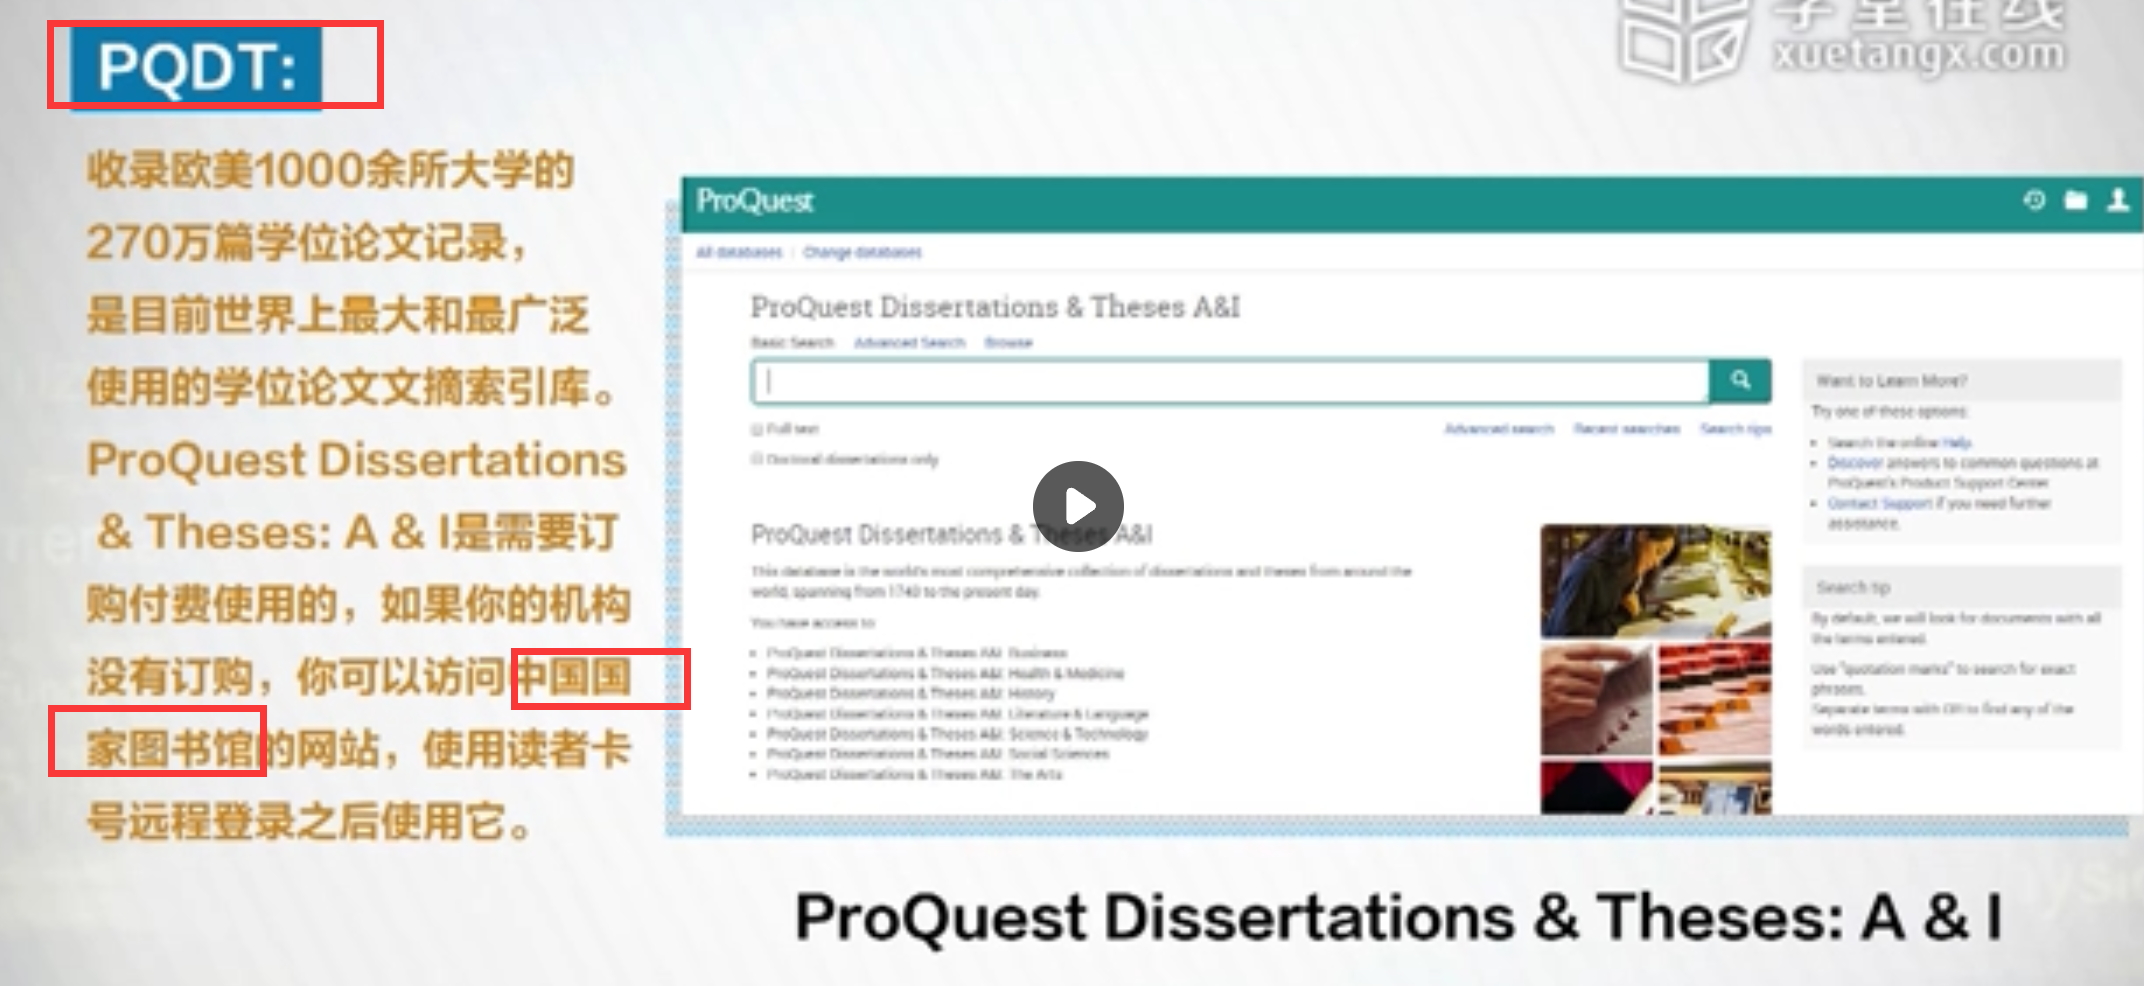 PQDT:
学堂在线
xuetangx.com
收录欧美1000余所大学的
270万篇学位论文记录，
是目前世界上最大和最广泛
使用的学位论文文摘索引库。
ProQuest Dissertations
& Theses: A & I是需要订
购付费使用的，如果你的机构
没有订购，你可以访问中国国
家图书馆的网站，使用读者卡
号远程登录之后使用它。
ProQuest
All databases | Change databases
ProQuest Dissertations & Theses A&I
Basic Search Advanced Search Browse
Full text
Advanced search Recent searches Search tips
Doctoral dissertations only
ProQuest Dissertations & Theses A&I
This database is the world's most comprehensive collection of dissertations and theses from around the
world, spanning from 1743 to the present day.
You have access to:
ProQuest Dissertations & Theses A&I: Business
ProQuest Dissertations & Theses A&I: Health & Medicine
ProQuest Dissertations & Theses A&I: History
ProQuest Dissertations & Theses A&I: Literature & Language
ProQuest Dissertations & Theses A&I: Science & Technology
ProQuest Dissertations & Theses A&I: Social Sciences
ProQuest Dissertations & Theses A&I: The Arts
Want to Learn More?
Try one of these options:
Search the online Help.
Discover answers to common questions at
ProQuest's Product Support Center
Contact Support if you need further
assistance.
Search tip
By default, we will look for documents with all
the terms entered.
Use "quotation marks" to search for exact
phrases.
Separate terms with OR to find any of the
words entered.
ProQuest Dissertations & Theses: A & I